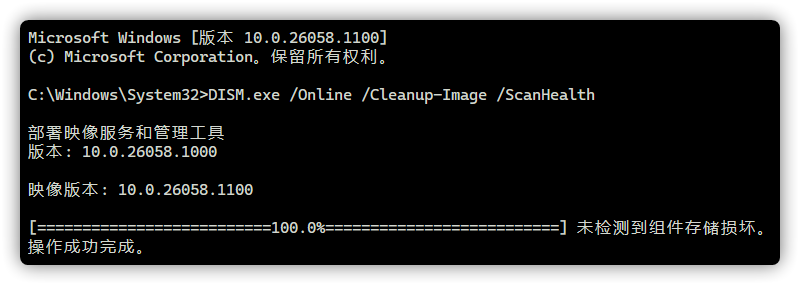 Microsoft Windows [版本 10.0.26058.1100]
(c) Microsoft Corporation。保留所有权利。
C:\Windows\System32>DISM.exe /Online /Cleanup-Image /ScanHealth
部署映像服务和管理工具
版本: 10.0.26058.1000
映像版本: 10.0.26058.1100
[==========================100.0%==========================] 未检测到组件存储损坏。
操作成功完成。